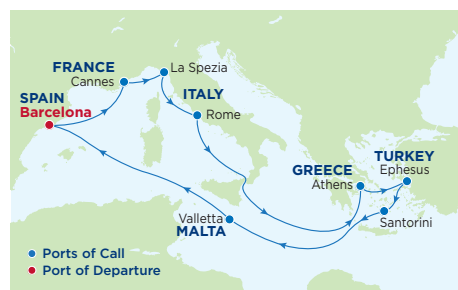 FRANCE
Cannes
La Spezia
SPAIN
Barcelona
ITALY
Rome
GREECE
Athens
TURKEY
Ephesus
Santorini
Valletta
MALTA
Ports of Call
Port of Departure